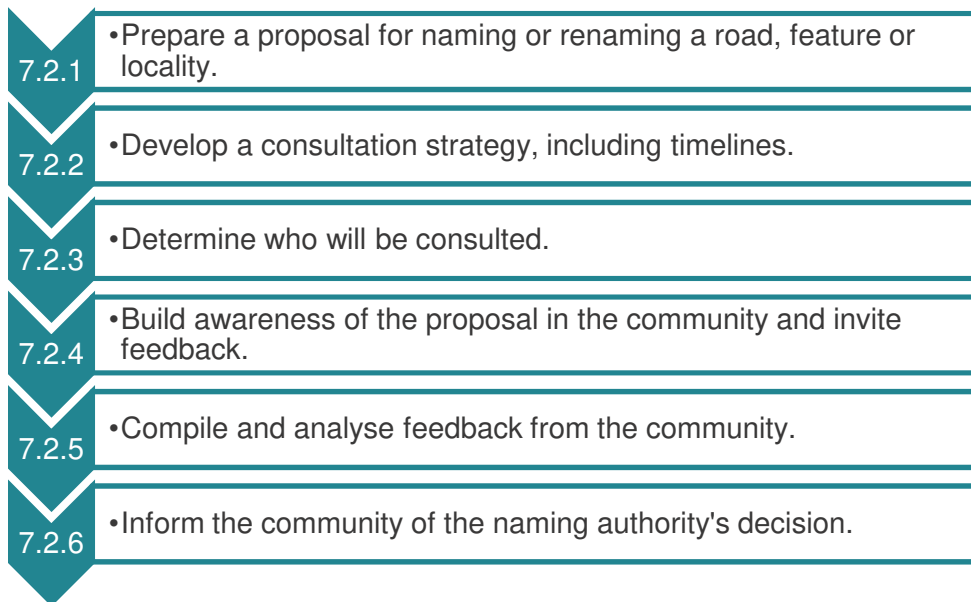 7.2.1
•Prepare a proposal for naming or renaming a road, feature or
locality.
7.2.2
•Develop a consultation strategy, including timelines.
7.2.3
•Determine who will be consulted.
7.2.4
•Build awareness of the proposal in the community and invite
feedback.
7.2.5
•Compile and analyse feedback from the community.
7.2.6
•Inform the community of the naming authority's decision.